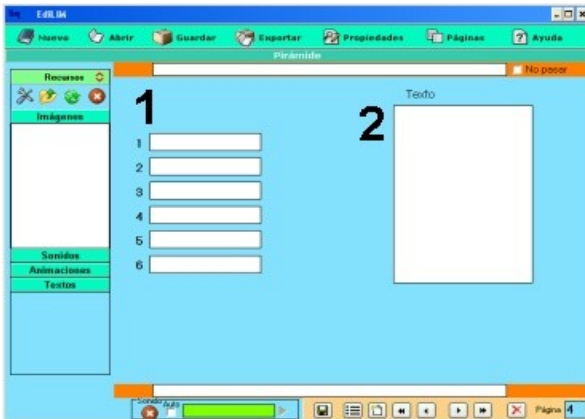 EdiLIM
Nuevo Abrir Guardar Exportar Propiedades Páginas Ayuda
Pirámide
Recursos
No pasar
Imágenes
1
2
Texto
1
2
3
4
5
6
Sonidos
Animaciones
Textos
Sonido
Auto
Página 4